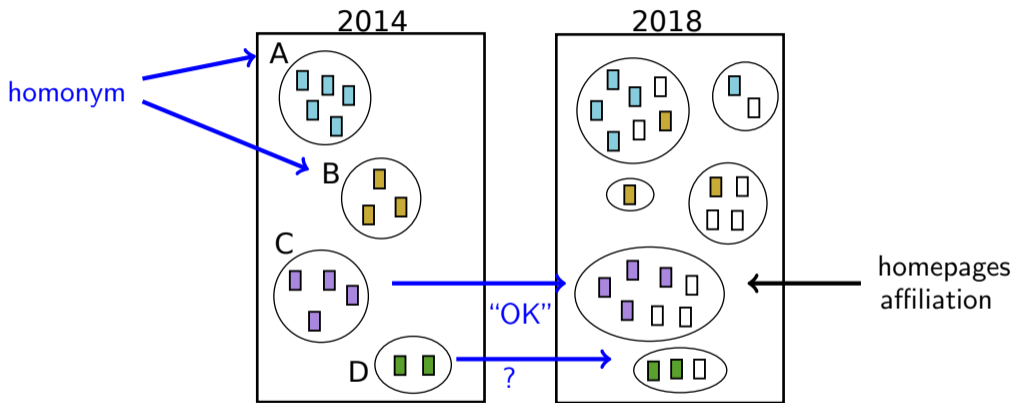 2014
2018
A
homonym
B
C
homepages
affiliation
“OK”
D
?